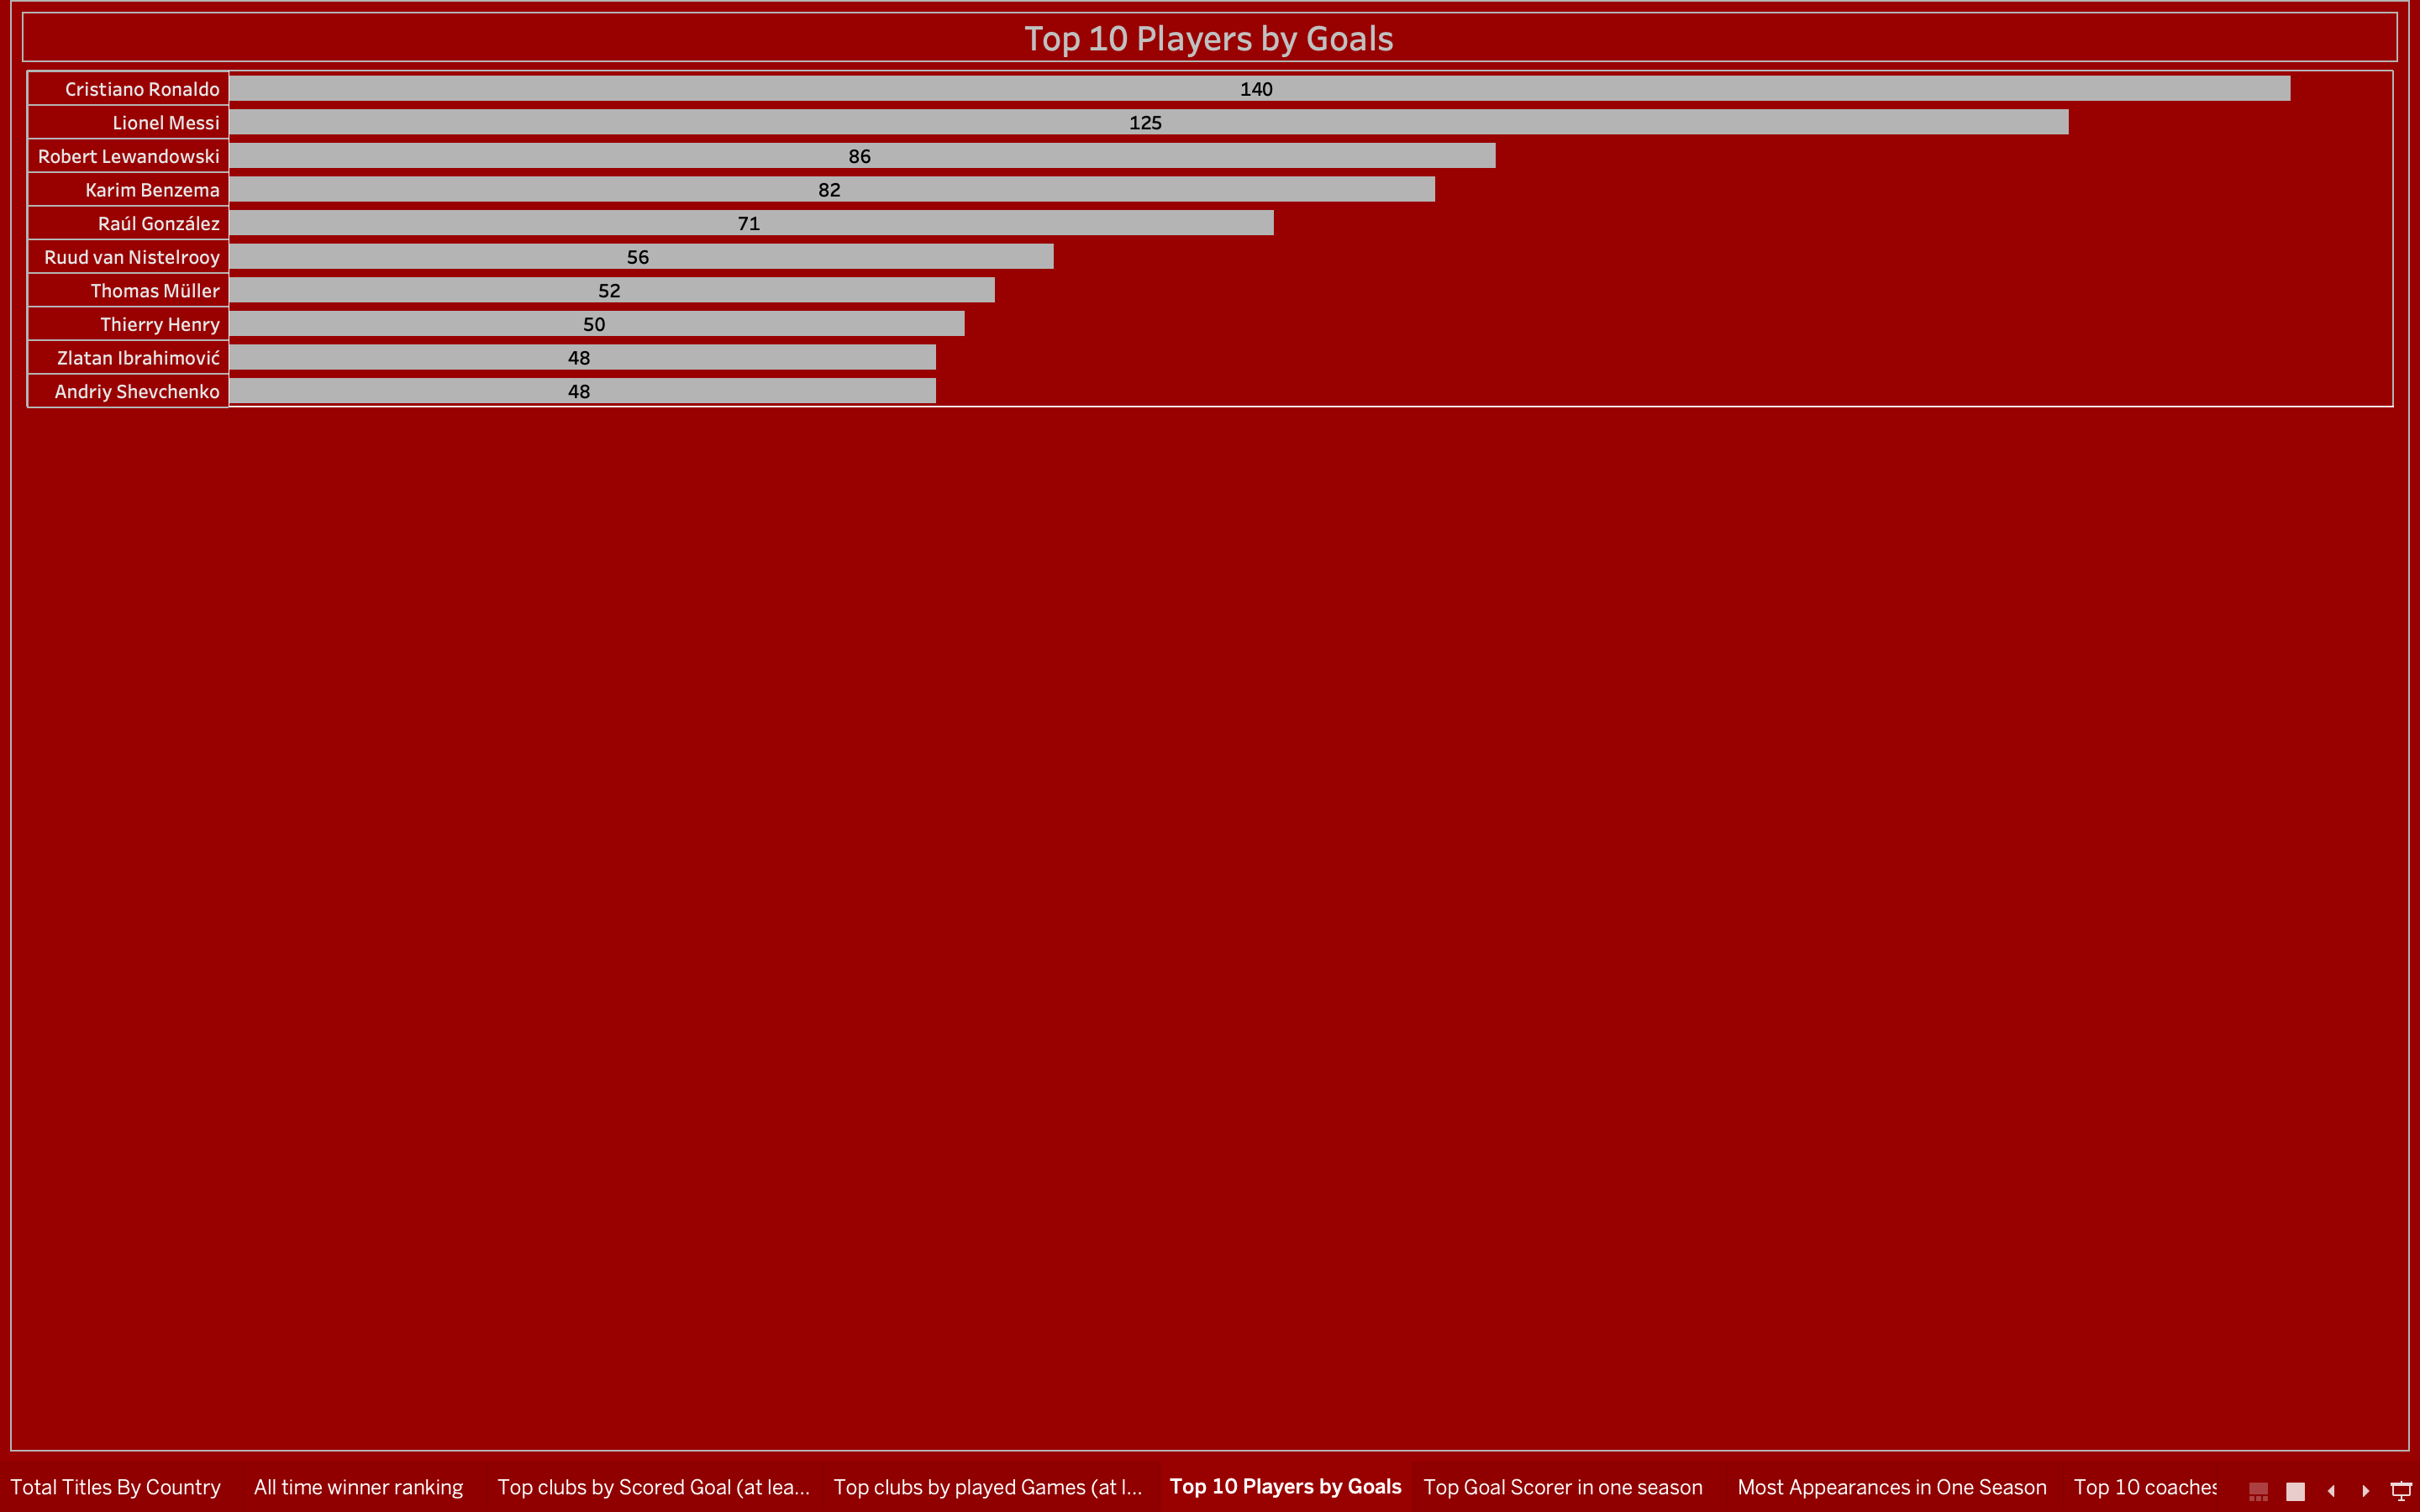 Top 10 Players by Goals
Cristiano Ronaldo 140
Lionel Messi 125
Robert Lewandowski 86
Karim Benzema 82
Raúl González 71
Ruud van Nistelrooy 56
Thomas Müller 52
Thierry Henry 50
Zlatan Ibrahimović 48
Andriy Shevchenko 48
Total Titles By Country All time winner ranking Top clubs by Scored Goal (at lea... Top clubs by played Games (at l... Top 10 Players by Goals Top Goal Scorer in one season Most Appearances in One Season Top 10 coaches